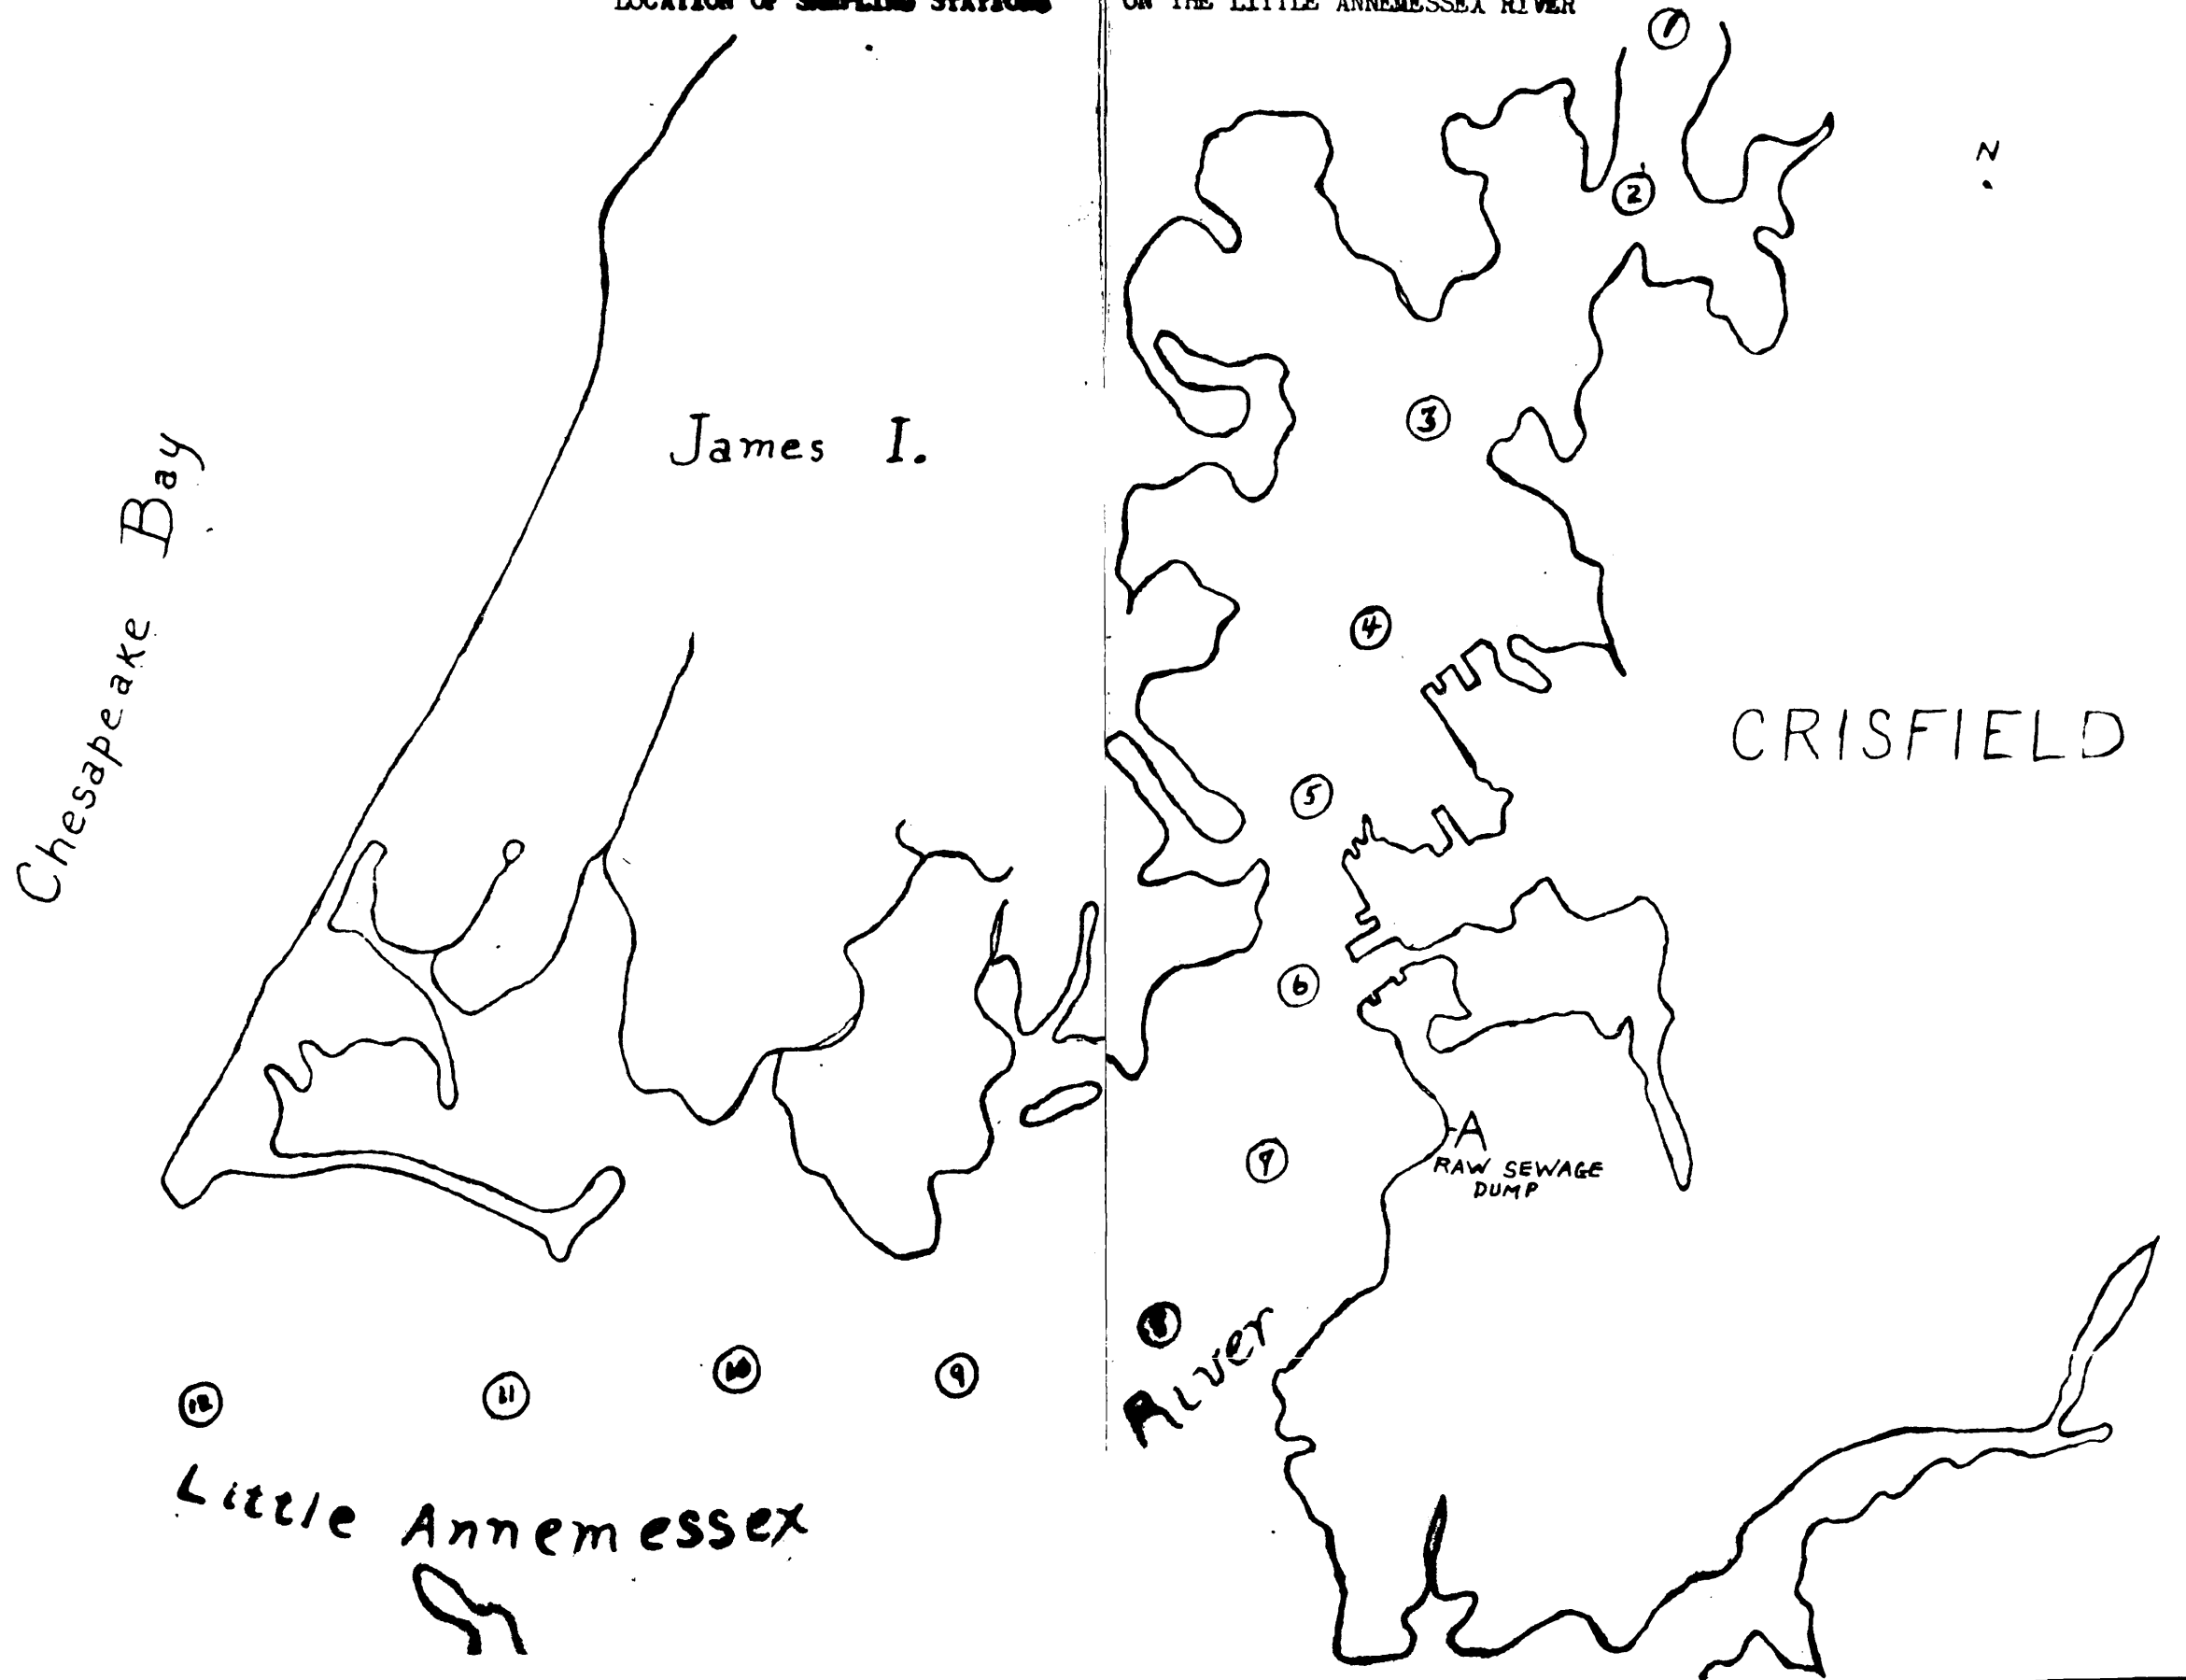 LOCATION OF SAMPLING STATIONS ON THE LITTLE ANNEMESSEX RIVER
1
N
2
James I.
3
Chesapeake Bay
4
CRISFIELD
5
6
A
RAW SEWAGE
DUMP
8
River
12
11
10
9
Little Annemessex